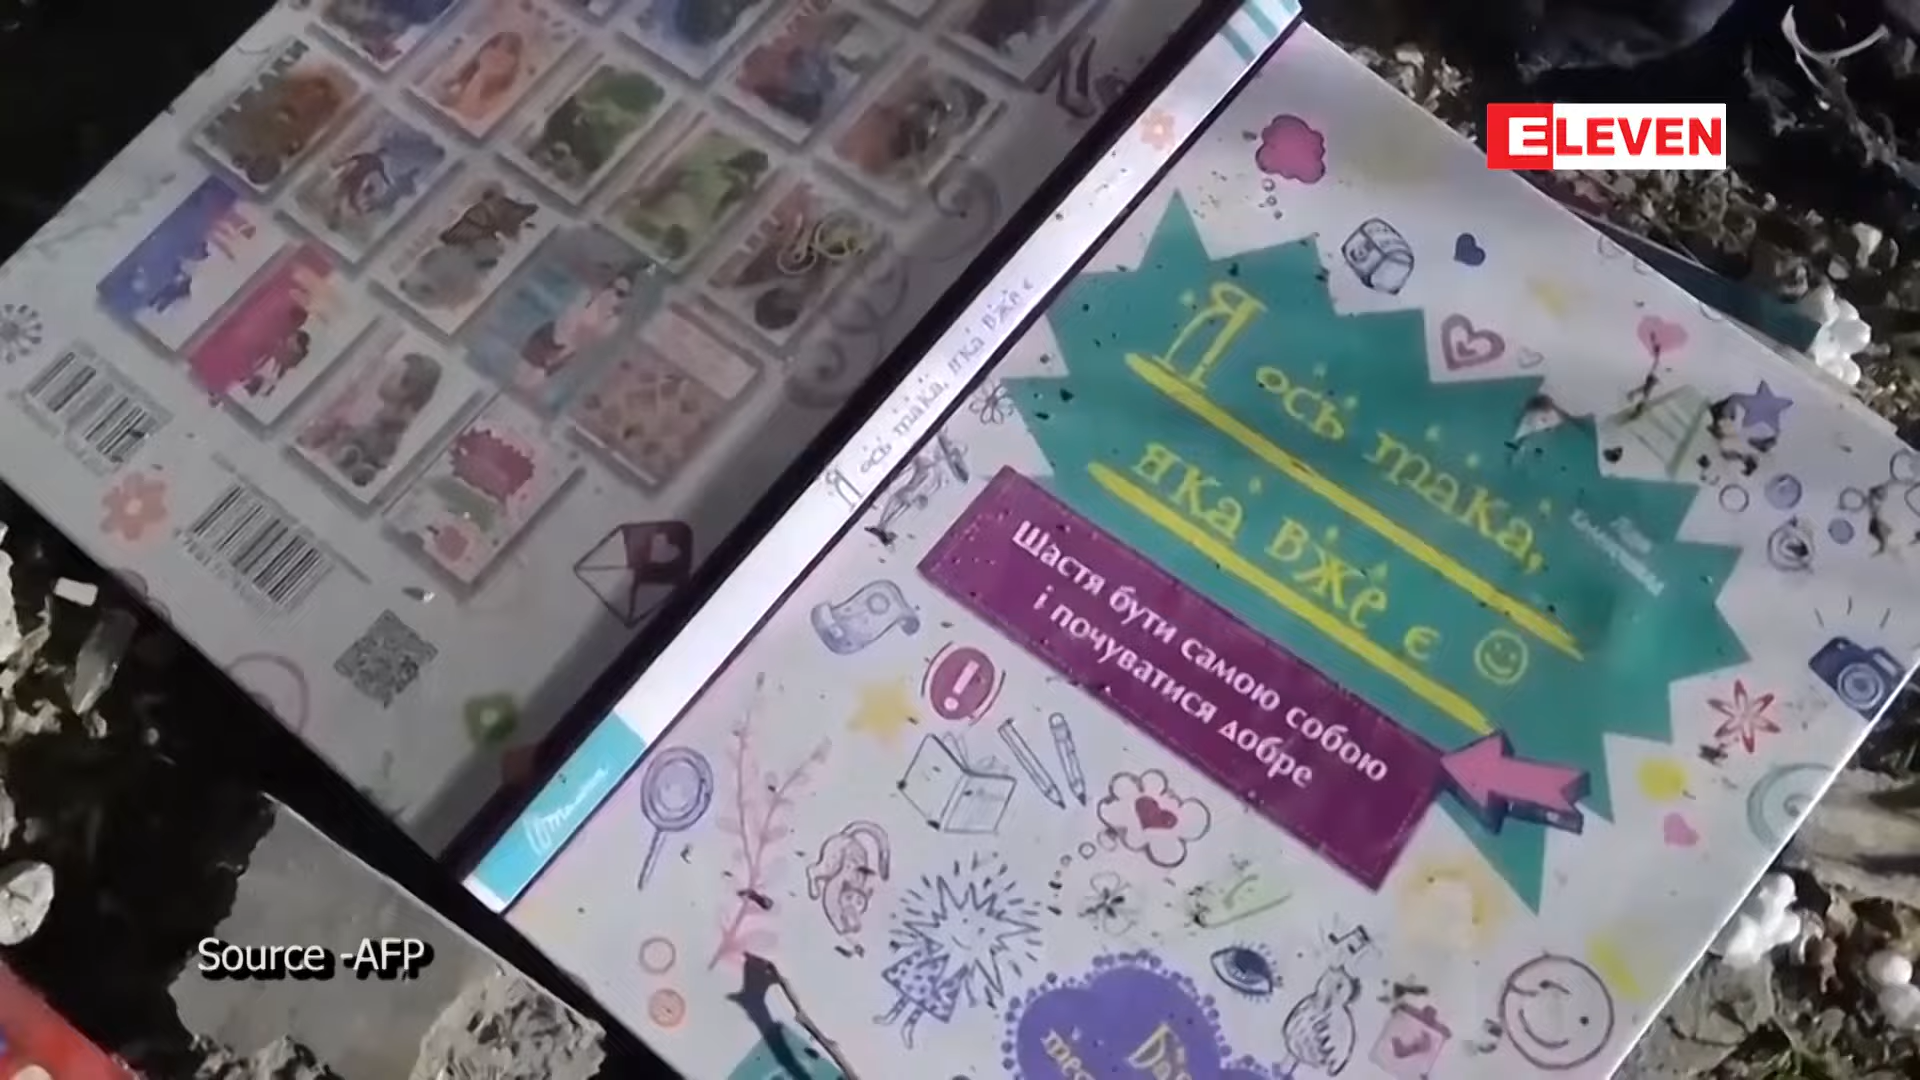 ELEVEN
Я ось така,
яка вже є
Щастя бути самою собою
і почуватися добре
Я ось така, яка вже є
Source -AFP